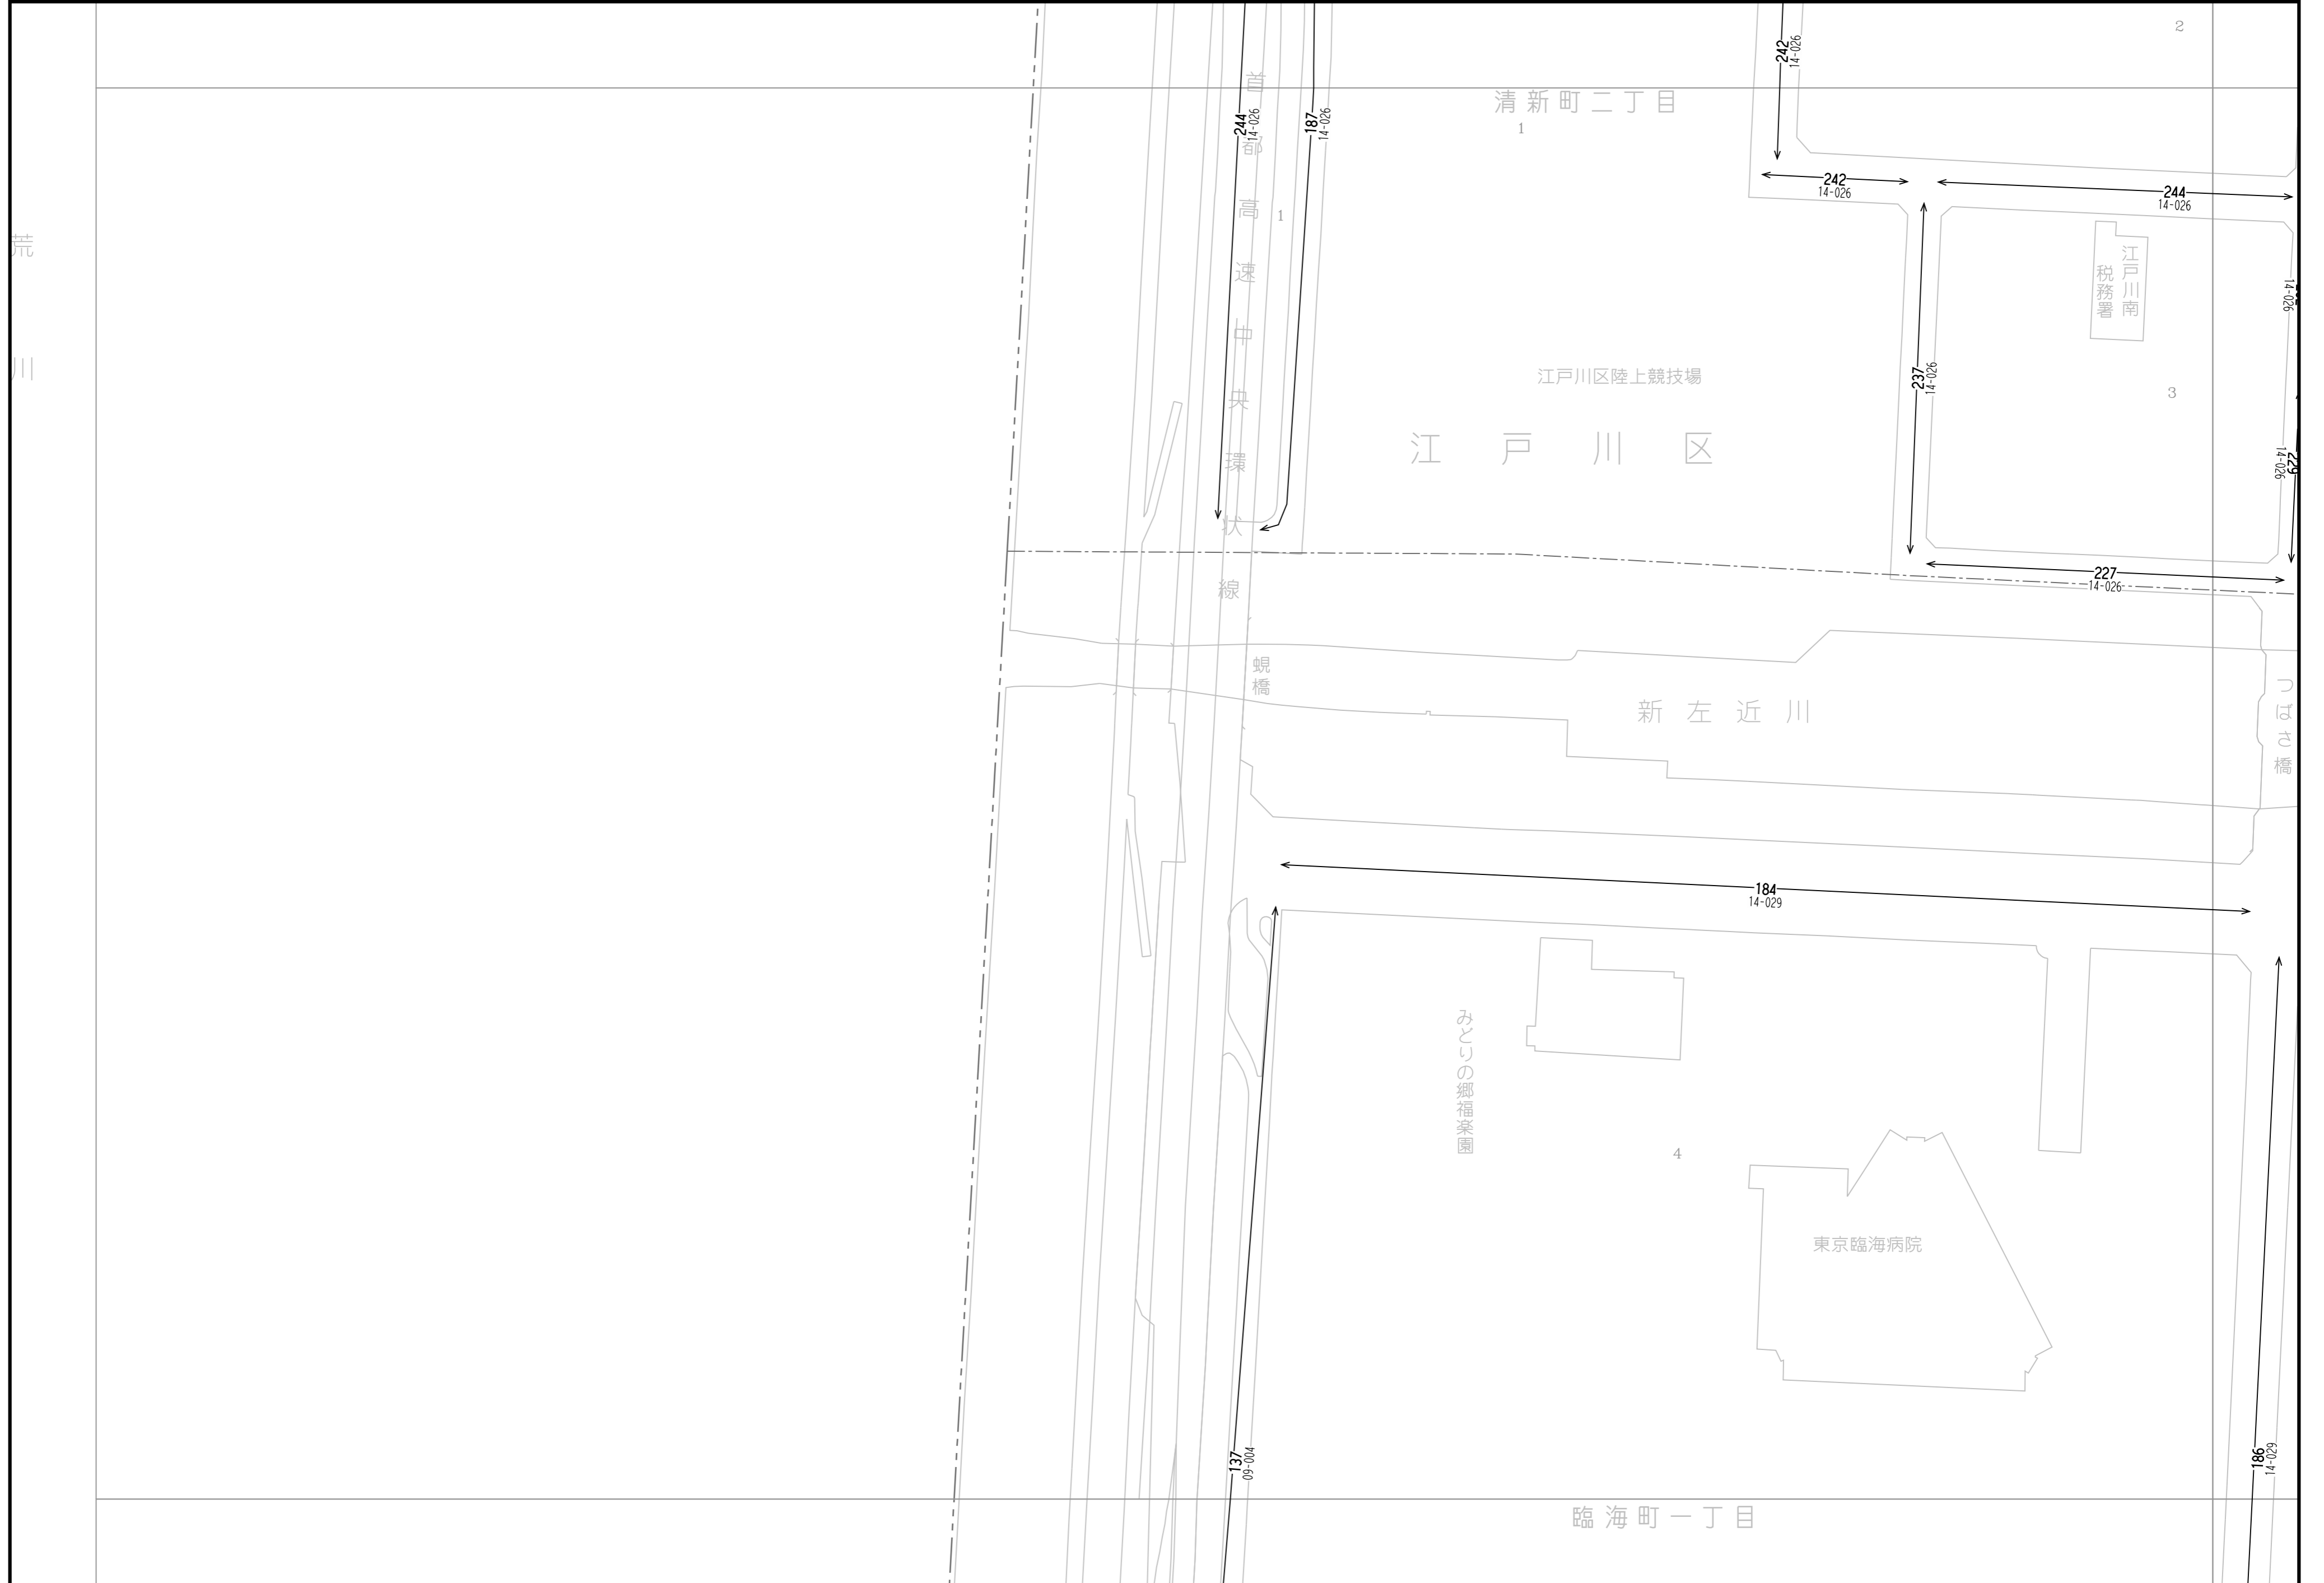 2
242
14-026
清新町二丁目
1
244
14-026
187
14-026
首都高速中央環状線
1
242
14-026
244
14-026
荒川
江戸川南
税務署
14-026
237
14-026
3
江戸川区陸上競技場
江戸川区
229
14-026
227
14-026
蜆橋
新左近川
つばさ橋
184
14-029
みどりの郷福楽園
4
東京臨海病院
137
09-004
186
14-029
臨海町一丁目